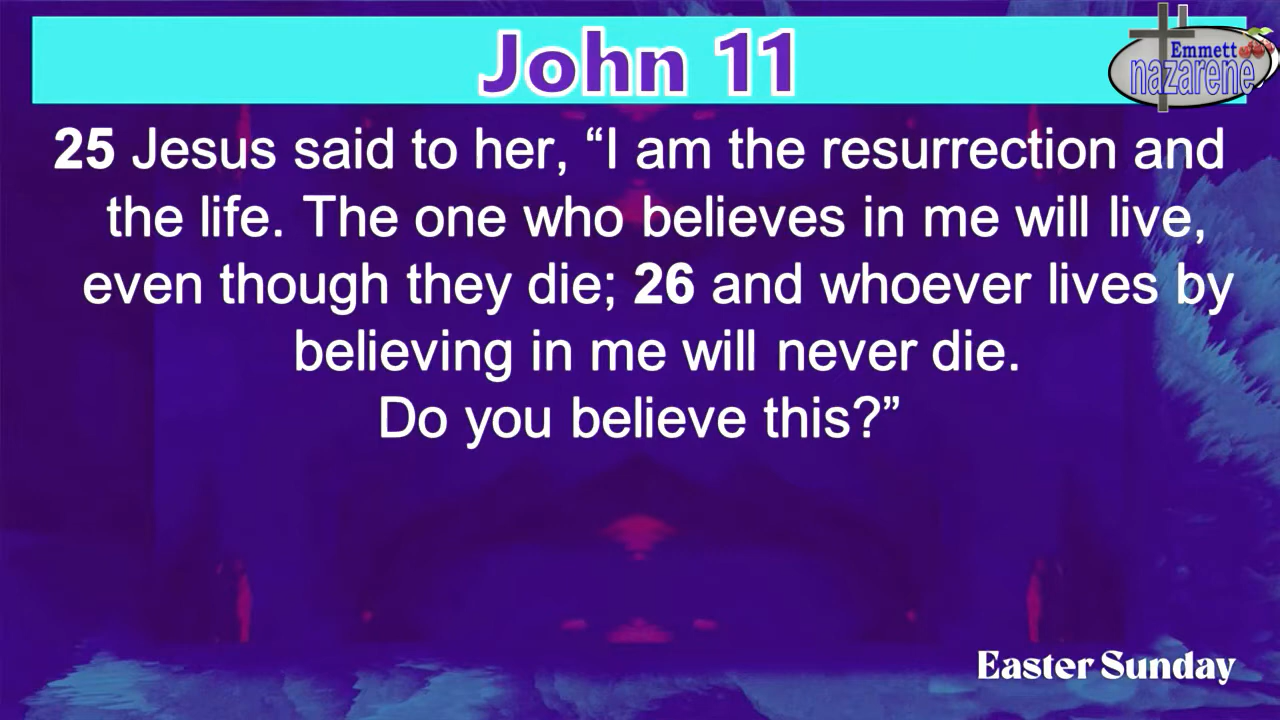 John 11
Emmett
nazarene
25 Jesus said to her, “I am the resurrection and
the life. The one who believes in me will live,
even though they die; 26 and whoever lives by
believing in me will never die.
Do you believe this?”
Easter Sunday